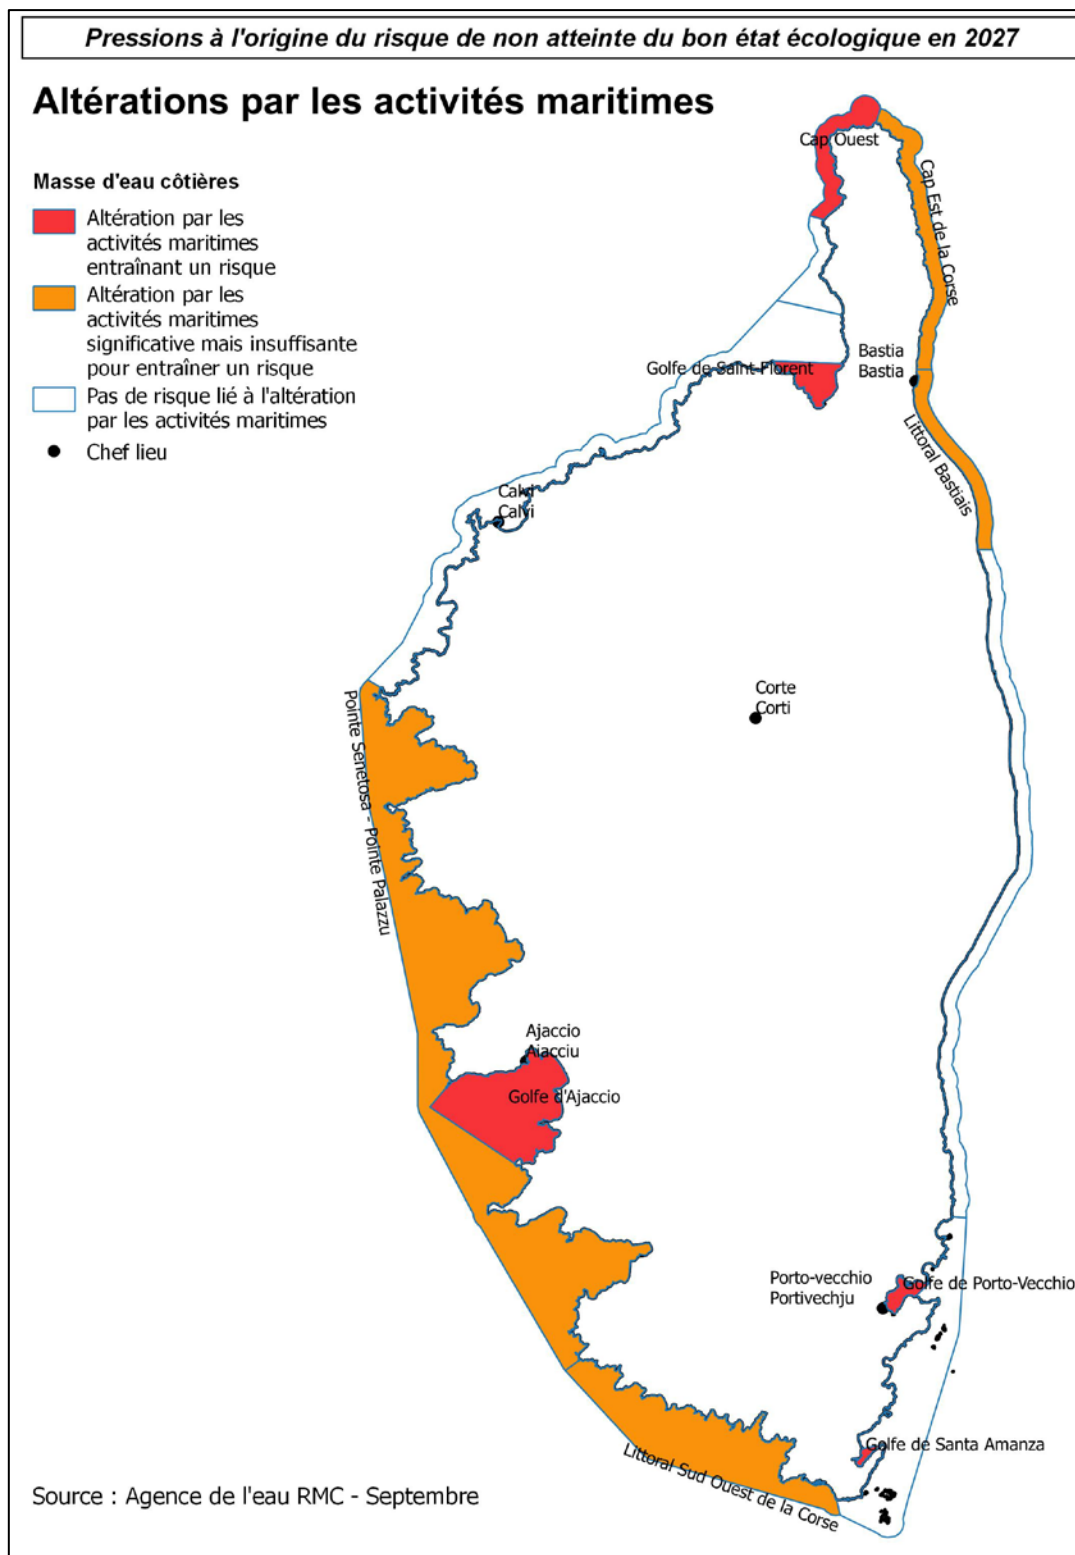 Pressions à l'origine du risque de non atteinte du bon état écologique en 2027
Altérations par les activités maritimes
Masse d'eau côtières
Altération par les
activités maritimes
entraînant un risque
Altération par les
activités maritimes
significative mais insuffisante
pour entraîner un risque
Pas de risque lié à l'altération
par les activités maritimes
Chef lieu
Cap Ouest
Cap Est de la Corse
Golfe de Saint-Florent
Bastia
Bastia
Littoral Bastiais
Calvi
Calvi
Corte
Corti
Pointe Senetosa - Pointe Palazzu
Ajaccio
Aiacciu
Golfe d'Ajaccio
Porto-vecchio
Portivechju
Golfe de Porto-Vecchio
Golfe de Santa Amanza
Littoral Sud Ouest de la Corse
Source : Agence de l'eau RMC - Septembre